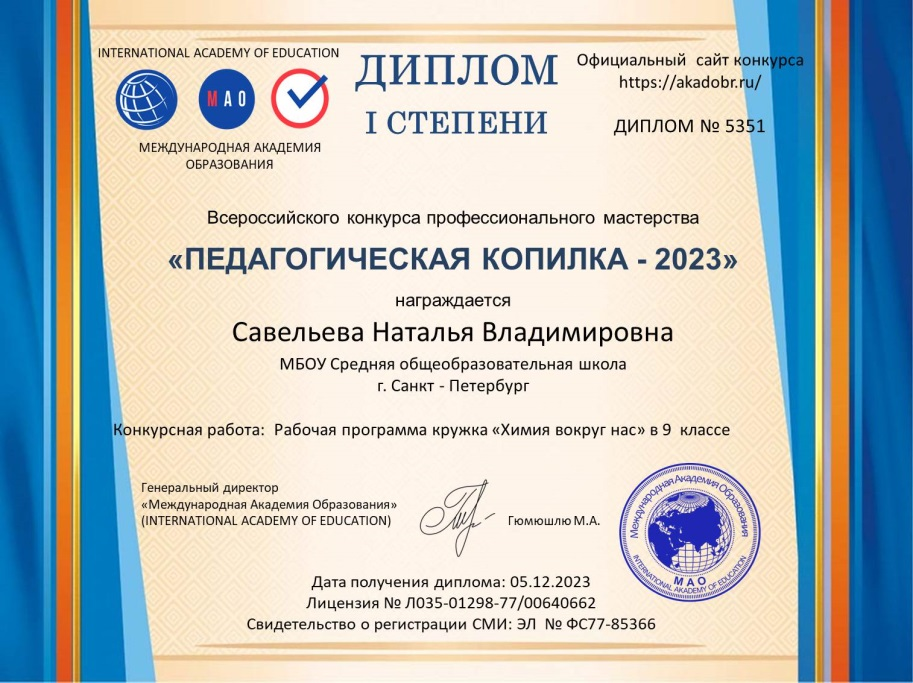 INTERNATIONAL ACADEMY OF EDUCATION
МАО
МЕЖДУНАРОДНАЯ АКАДЕМИЯ
ОБРАЗОВАНИЯ
ДИПЛОМ
I СТЕПЕНИ
Официальный сайт конкурса
https://akadobr.ru/
ДИПЛОМ № 5351
Всероссийского конкурса профессионального мастерства
«ПЕДАГОГИЧЕСКАЯ КОПИЛКА - 2023»
награждается
Савельева Наталья Владимировна
МБОУ Средняя общеобразовательная школа
г. Санкт - Петербург
Конкурсная работа: Рабочая программа кружка «Химия вокруг нас» в 9 классе
Генеральный директор
«Международная Академия Образования»
(INTERNATIONAL ACADEMY OF EDUCATION)
Гюмюшлю М.А.
Международная Академия Образования
МАО
INTERNATIONAL ACADEMY OF EDUCATION
Дата получения диплома: 05.12.2023
Лицензия № Л035-01298-77/00640662
Свидетельство о регистрации СМИ: ЭЛ № ФС77-85366